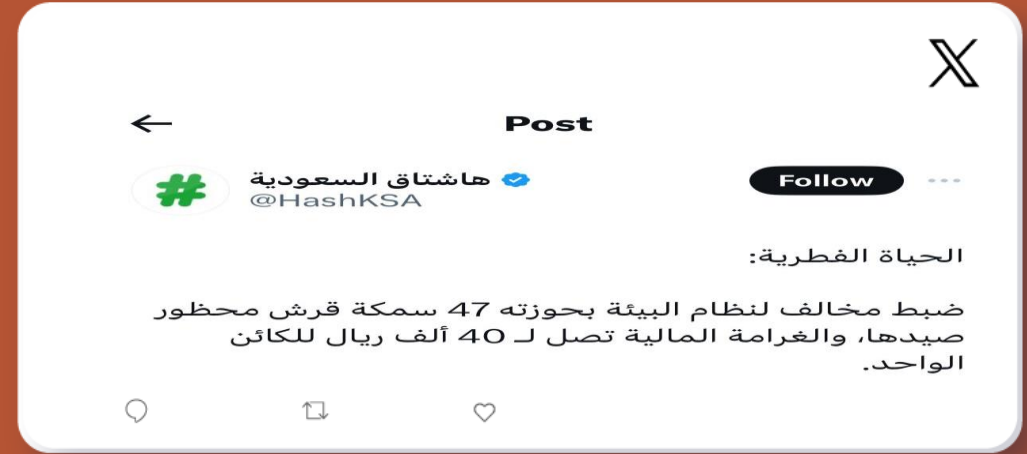 Post
هاشتاق السعودية
Follow
@HashKSA
الحياة الفطرية:
ضبط مخالف لنظام البيئة بحوزته 47 سمكة قرش محظور
صيدها، والغرامة المالية تصل لـ 40 ألف ريال للكائن
الواحد.